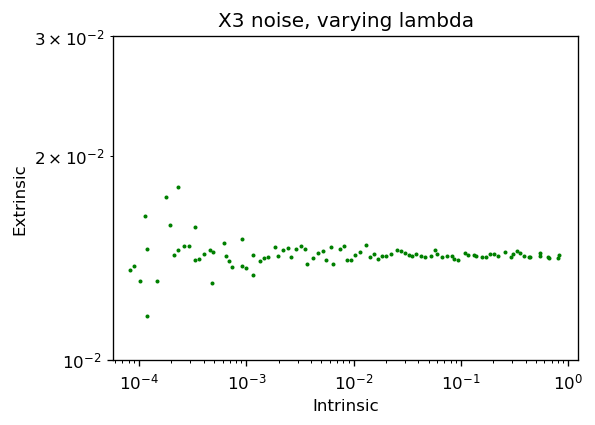 X3 noise, varying lambda
3 × 10⁻²
2 × 10⁻²
10⁻²
Extrinsic
10⁻⁴ 10⁻³ 10⁻² 10⁻¹ 10⁰
Intrinsic